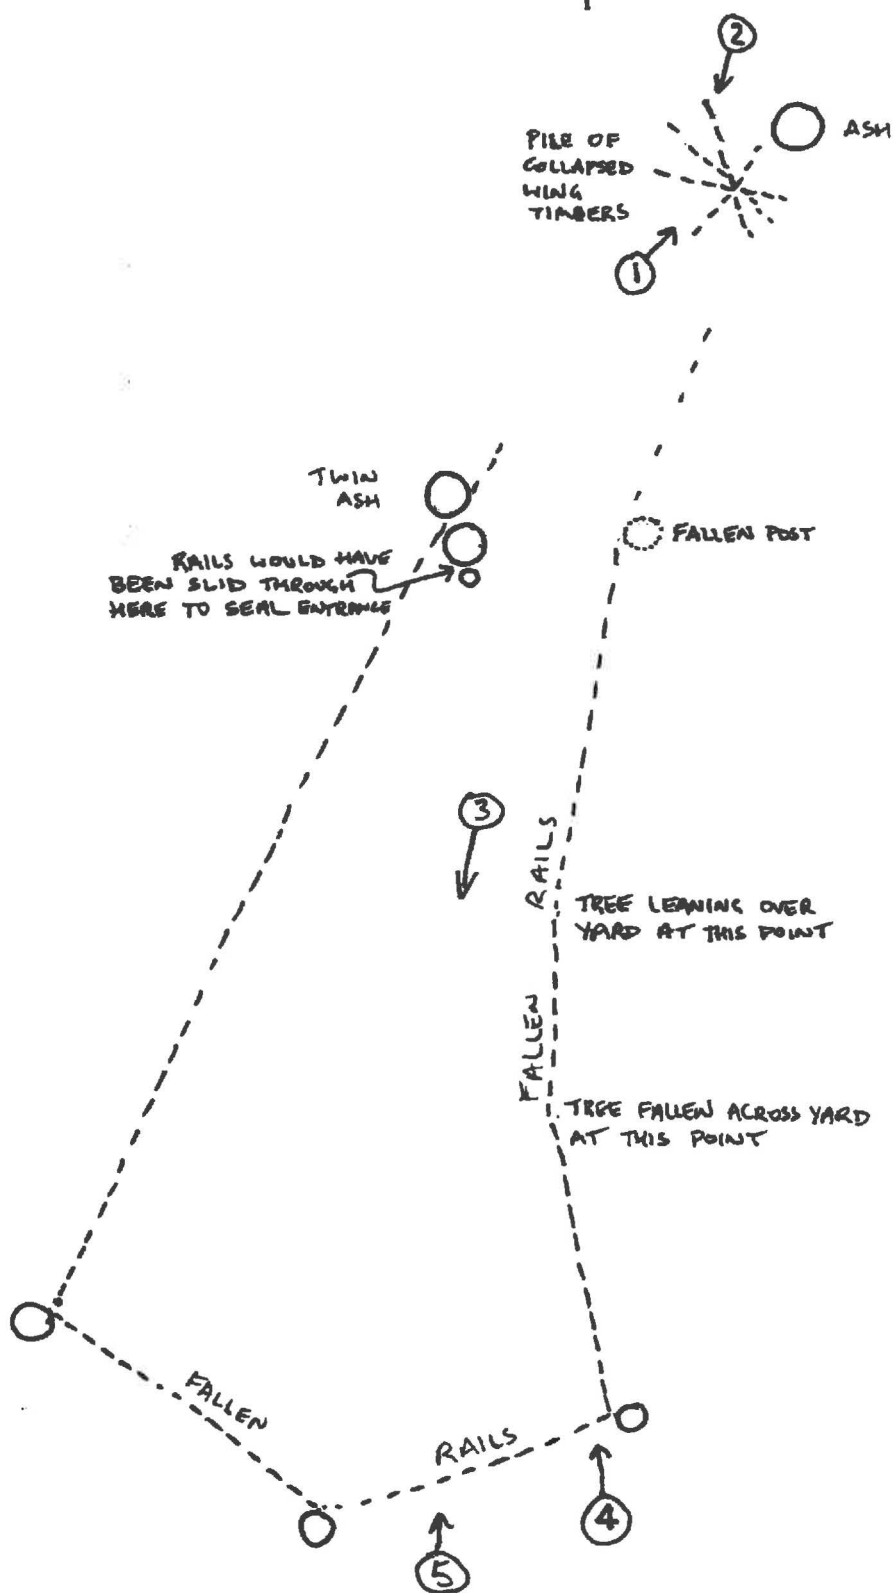 2
ASH
PILE OF
COLLAPSED
WING
TIMBERS
1
TWIN
ASH
FALLEN POST
RAILS WOULD HAVE
BEEN SLID THROUGH
HERE TO SEAL ENTRANCE
3
RAILS
TREE LEANING OVER
YARD AT THIS POINT
FALLEN
TREE FALLEN ACROSS YARD
AT THIS POINT
FALLEN
RAILS
4
5